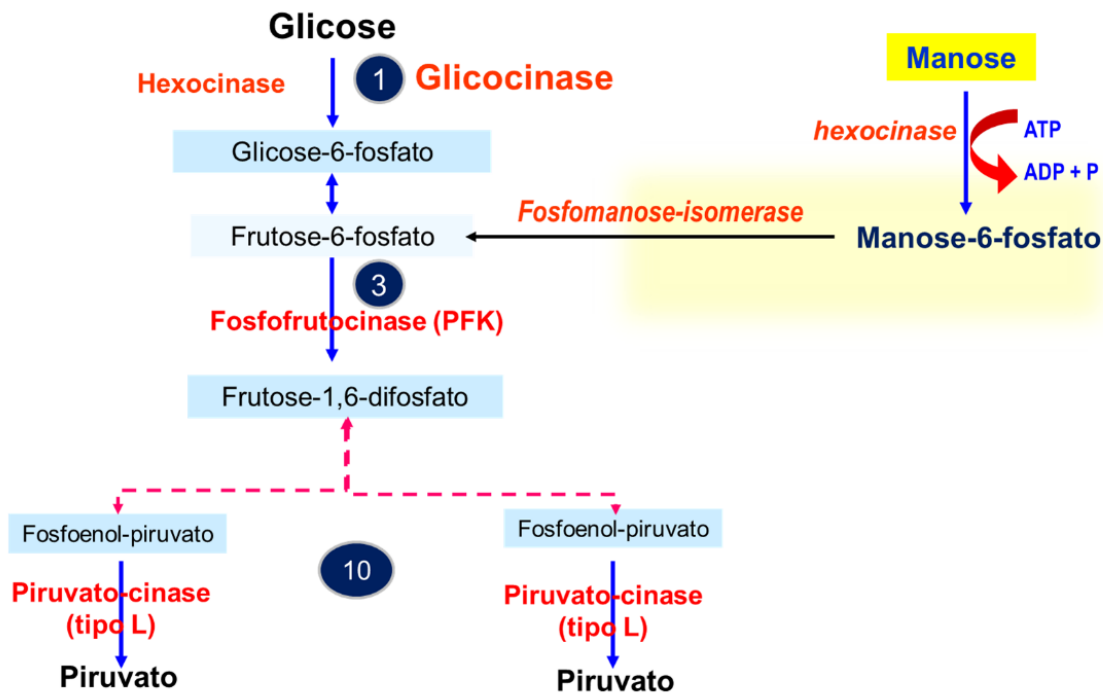 Glicose
Manose
Hexocinase
1
Glicocinase
hexocinase
ATP
ADP + P
Glicose-6-fosfato
Fosfomanose-isomerase
Frutose-6-fosfato
Manose-6-fosfato
3
Fosfofrutocinase (PFK)
Frutose-1,6-difosfato
Fosfoenol-piruvato
Fosfoenol-piruvato
10
Piruvato-cinase
(tipo L)
Piruvato-cinase
(tipo L)
Piruvato
Piruvato